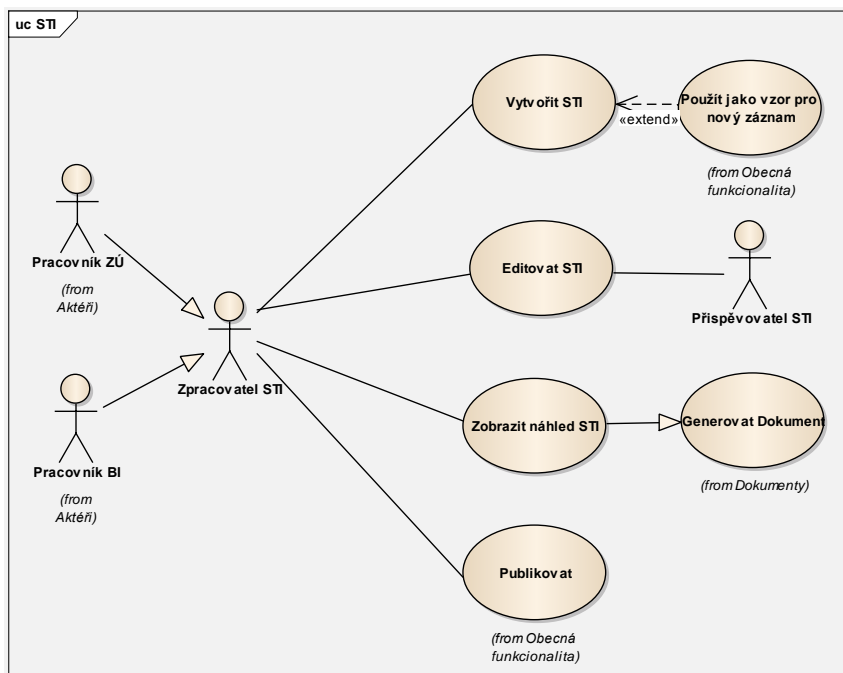 uc STI
Vytvořit STI
«extend»
Použít jako vzor pro
nový záznam
(from Obecná
funkcionalita)
Pracovník ZÚ
(from
Aktéři)
Editovat STI
Přispěvovatel STI
Zpracovatel STI
Pracovník BI
(from
Aktéři)
Zobrazit náhled STI
Generovat Dokument
(from Dokumenty)
Publikovat
(from Obecná
funkcionalita)